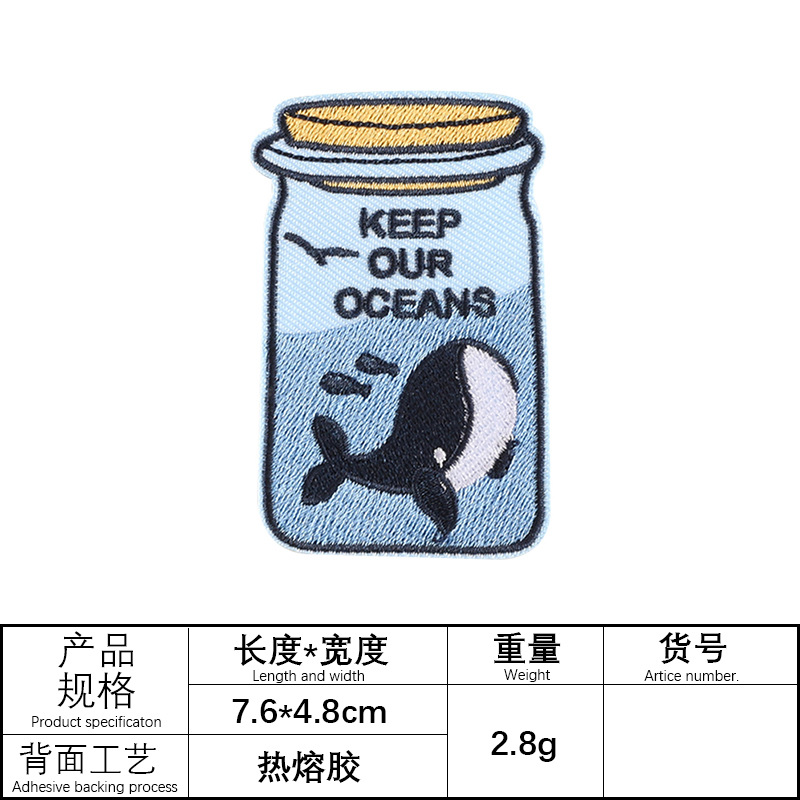 KEEP
OUR
OCEANS
产品
规格
Product specificaton
长度*宽度
Length and width
重量
Weight
货号
Artice number.
7.6*4.8cm
2.8g
背面工艺
Adhesive backing process
热熔胶